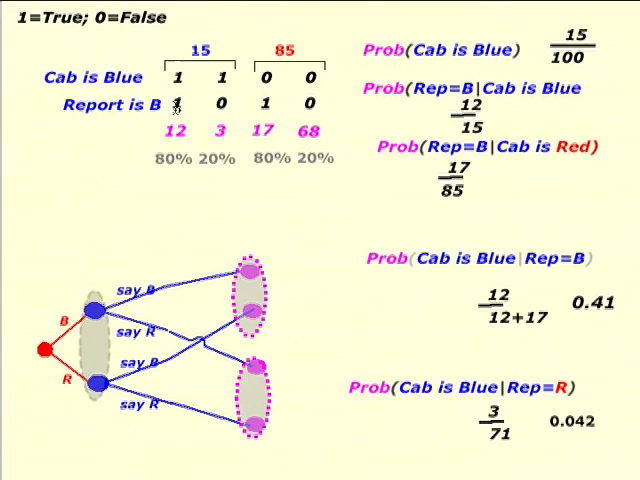 1=True; 0=False
15 85
Cab is Blue 1 1 0 0
Report is B 1 0 1 0
12 3 17 68
80% 20% 80% 20%
Prob(Cab is Blue) 15
100
Prob(Rep=B|Cab is Blue
12
15
Prob(Rep=B|Cab is Red)
17
85
Prob(Cab is Blue|Rep=B)
12
12+17
0.41
Prob(Cab is Blue|Rep=R)
3
71
0.042
B
R
say B
say R
say B
say R